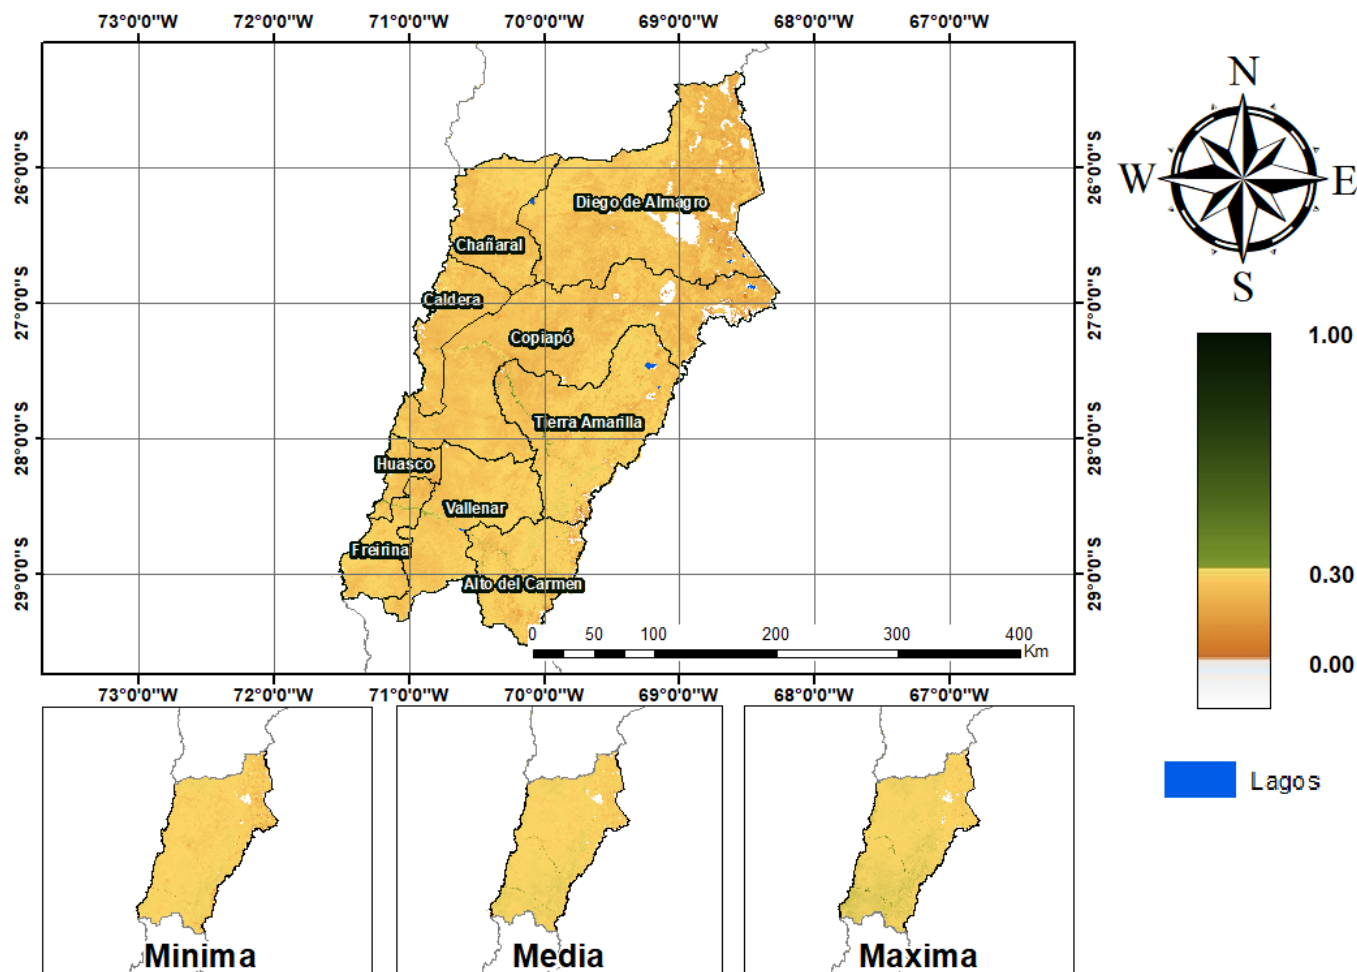 73°0'0"W 72°0'0"W 71°0'0"W 70°0'0"W 69°0'0"W 68°0'0"W 67°0'0"W
N
W E
S
26°0'0"S 26°0'0"S
Diego de Almagro
Chañaral
27°0'0"S 27°0'0"S
Caldera
Copiapó
1.00
Tierra Amarilla
28°0'0"S 28°0'0"S
Huasco
Vallenar
Freirina
29°0'0"S 29°0'0"S
Alto del Carmen
0.30
0 50 100 200 300 400
Km
0.00
73°0'0"W 72°0'0"W 71°0'0"W 70°0'0"W 69°0'0"W 68°0'0"W 67°0'0"W
Lagos
Minima Media Maxima